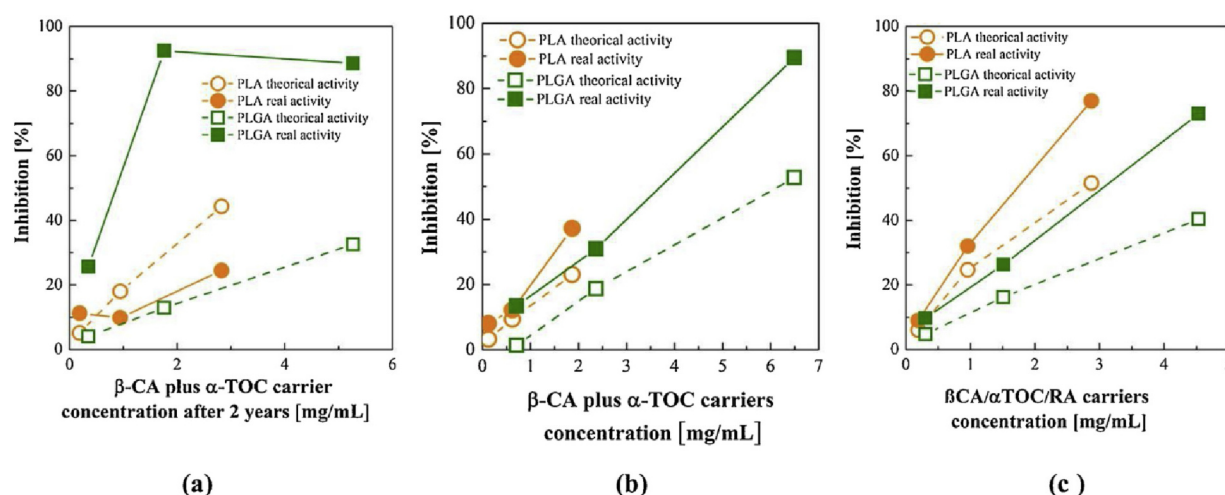 100
80
60
40
20
0
Inhibition [%]
PLA theorical activity
PLA real activity
PLGA theorical activity
PLGA real activity
0 2 4 6
β-CA plus α-TOC carrier
concentration after 2 years [mg/mL]
(a)
100
80
60
40
20
0
Inhibition [%]
PLA theorical activity
PLA real activity
PLGA theorical activity
PLGA real activity
0 1 2 3 4 5 6 7
β-CA plus α-TOC carriers
concentration [mg/mL]
(b)
100
80
60
40
20
0
Inhibition [%]
PLA theorical activity
PLA real activity
PLGA theorical activity
PLGA real activity
0 1 2 3 4 5
ßCA/αTOC/RA carriers
concentration [mg/mL]
(c )